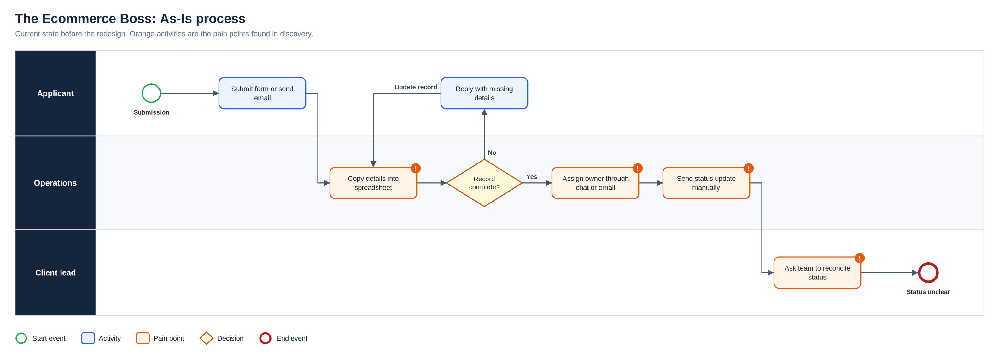 The Ecommerce Boss: As-Is process
Current state before the redesign. Orange activities are the pain points found in discovery.
Applicant
Submission
Submit form or send
email
Update record
Reply with missing
details
Operations
Copy details into
spreadsheet
!
Record
complete?
No
Yes
Assign owner through
chat or email
!
Send status update
manually
!
Client lead
Ask team to reconcile
status
!
Status unclear
Start event
Activity
Pain point
Decision
End event